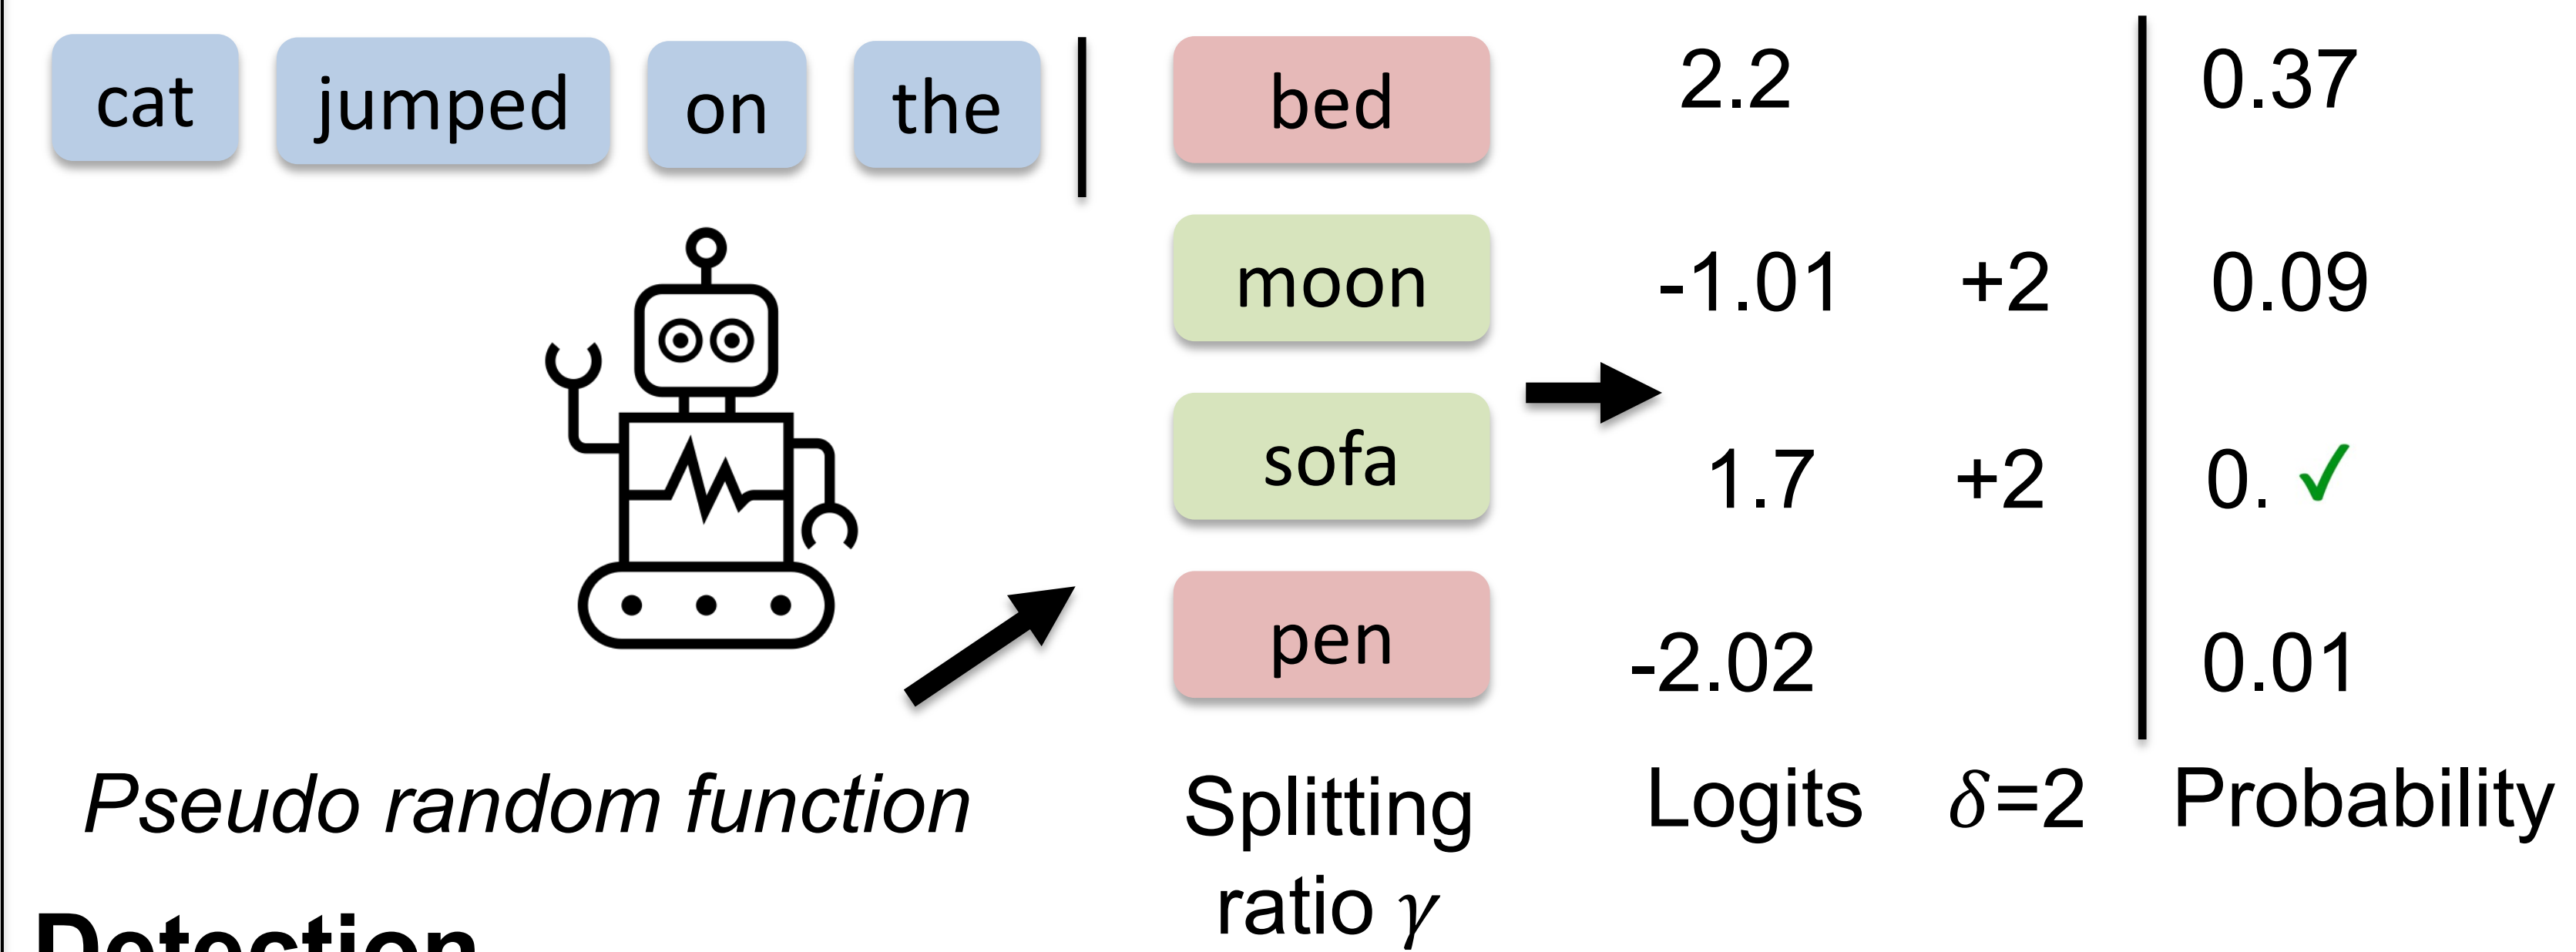 cat jumped on the bed 2.2 0.37
moon -1.01 +2 0.09
sofa 1.7 +2 0. ✓
pen -2.02 0.01
Pseudo random function Splitting ratio γ Logits δ=2 Probability
Detection